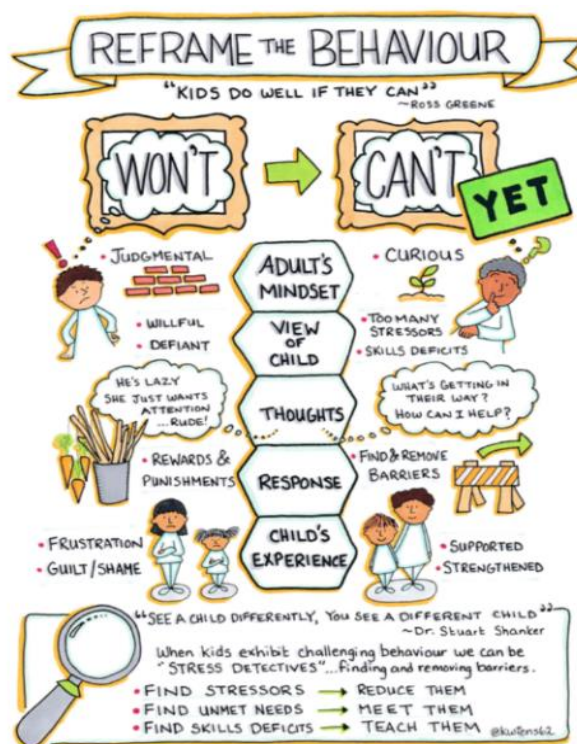 REFRAME THE BEHAVIOUR
"KIDS DO WELL IF THEY CAN"
~ROSS GREENE
WON'T
CAN'T
YET
• JUDGMENTAL
ADULT'S
MINDSET
• CURIOUS
• WILLFUL
• DEFIANT
VIEW
OF
CHILD
• TOO MANY
STRESSORS
• SKILLS DEFICITS
HE'S LAZY
SHE JUST WANTS
ATTENTION
...RUDE!
THOUGHTS
WHAT'S GETTING IN
THEIR WAY?
HOW CAN I HELP?
• REWARDS &
PUNISHMENTS
RESPONSE
• FIND & REMOVE
BARRIERS
• FRUSTRATION
• GUILT/SHAME
CHILD'S
EXPERIENCE
• SUPPORTED
• STRENGTHENED
"SEE A CHILD DIFFERENTLY, YOU SEE A DIFFERENT CHILD"
~Dr. Stuart Shanker
When kids exhibit challenging behaviour we can be
"STRESS DETECTIVES"...finding and removing barriers.
• FIND STRESSORS → REDUCE THEM
• FIND UNMET NEEDS → MEET THEM
• FIND SKILLS DEFICITS → TEACH THEM
@kwiens62